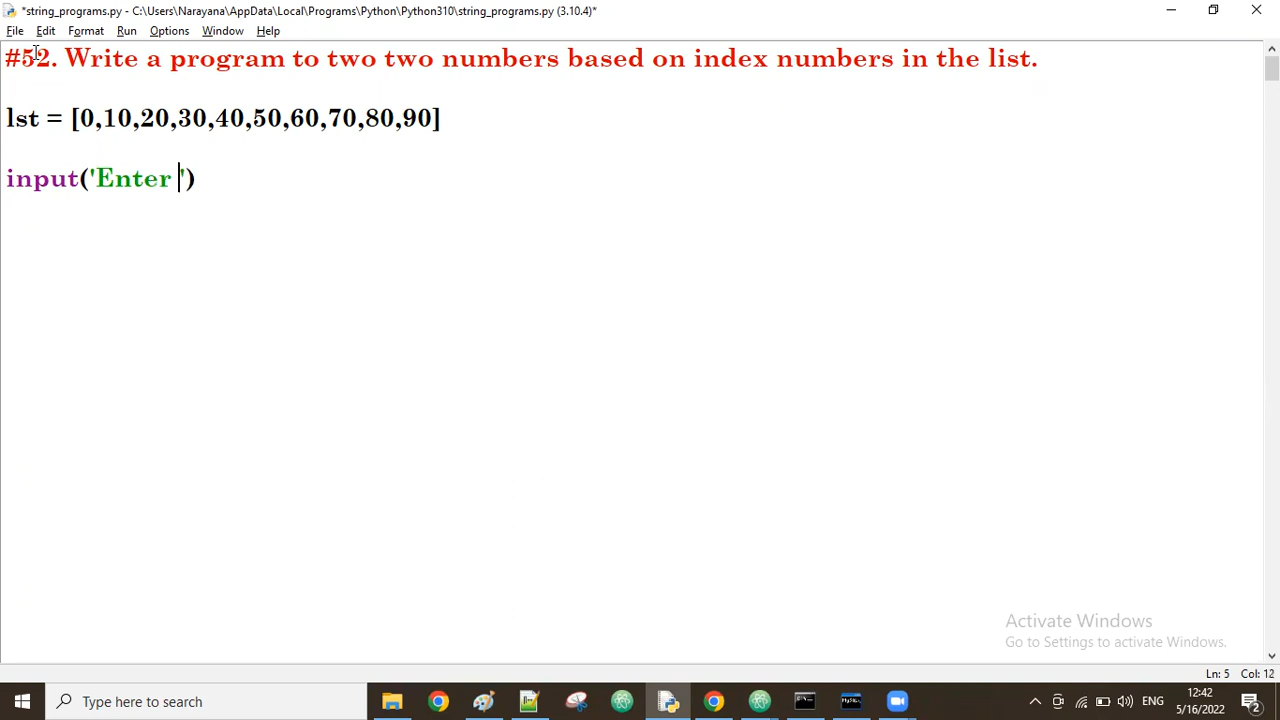 *string_programs.py - C:\Users\Narayana\AppData\Local\Programs\Python\Python310\string_programs.py (3.10.4)*
File Edit Format Run Options Window Help
#52. Write a program to two two numbers based on index numbers in the list.
lst = [0,10,20,30,40,50,60,70,80,90]
input('Enter ')
Activate Windows
Go to Settings to activate Windows.
Ln: 5 Col: 12
Type here to search
ENG
12:42
5/16/2022
2